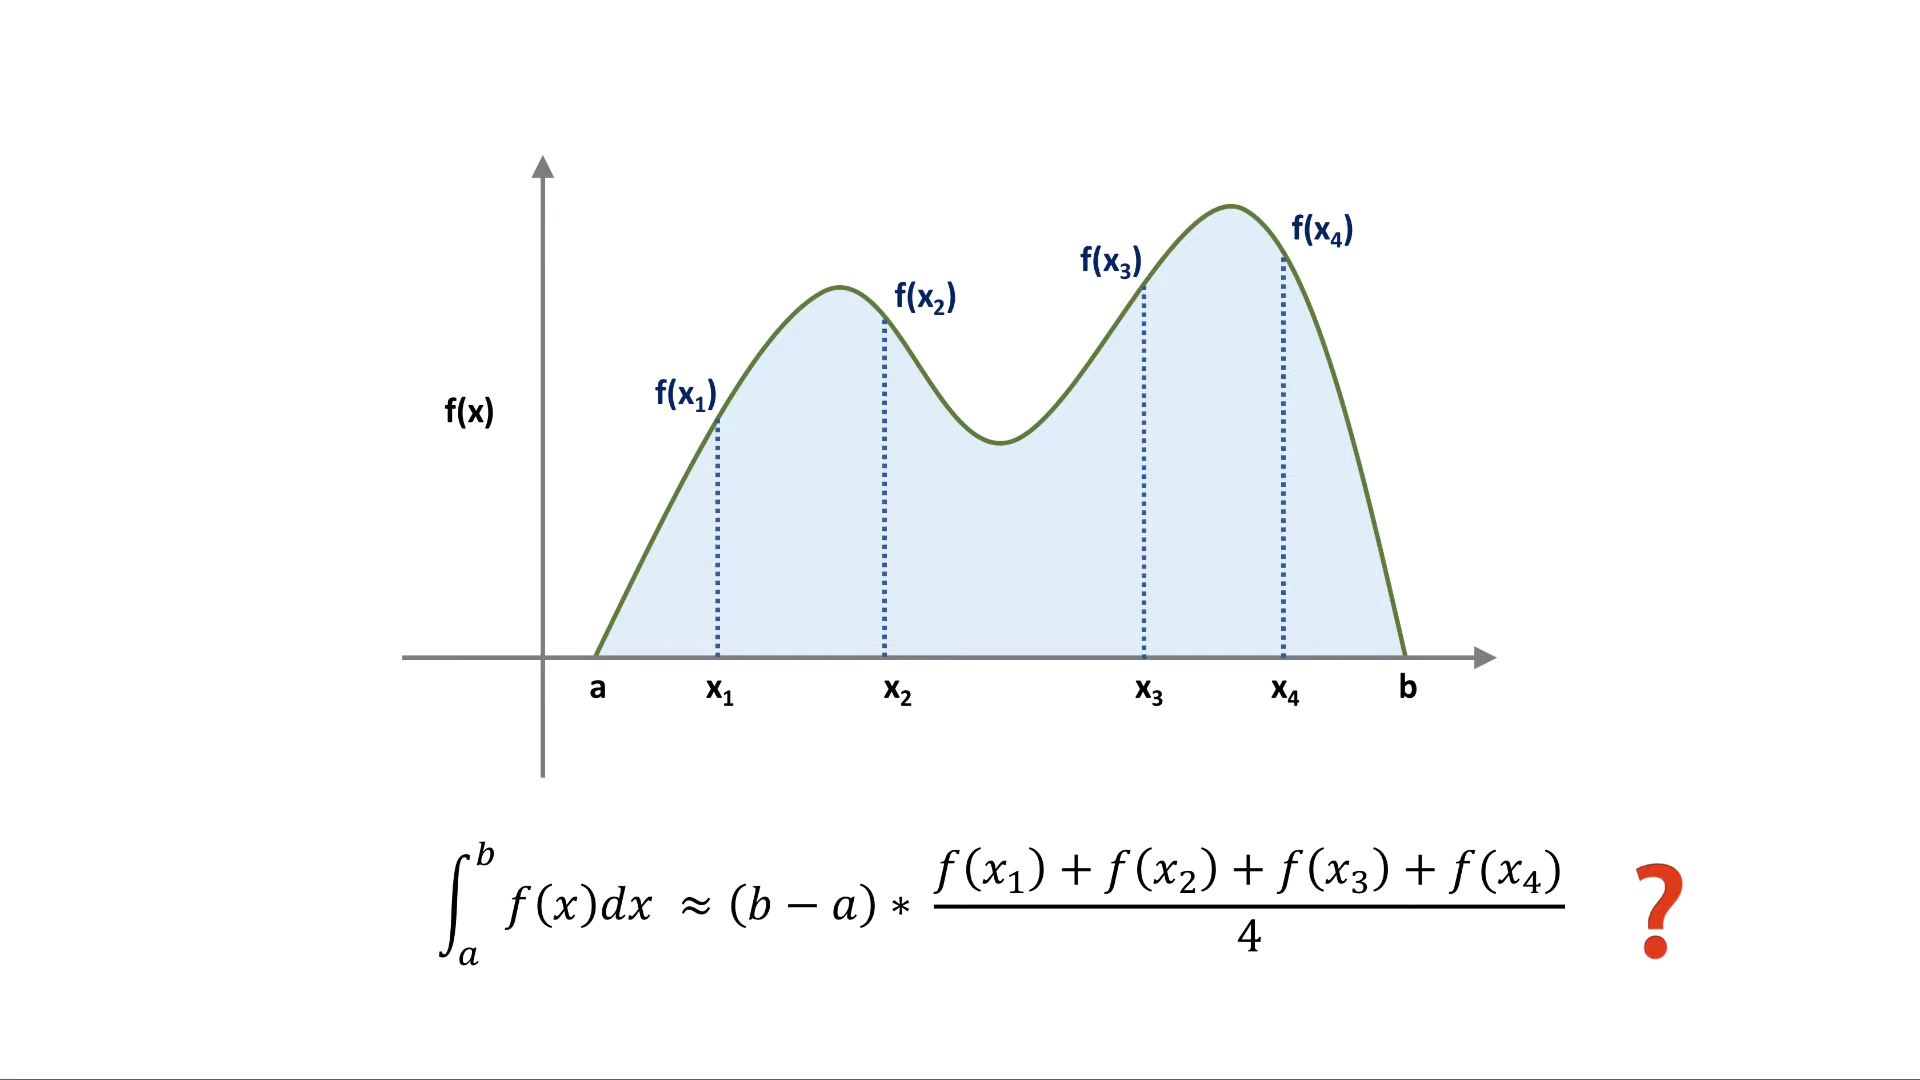 f(x₄)
f(x₃)
f(x₂)
f(x₁)
f(x)
a x₁ x₂ x₃ x₄ b
∫ₐᵇ f(x)dx ≈ (b − a) * (f(x₁) + f(x₂) + f(x₃) + f(x₄))/4 ?